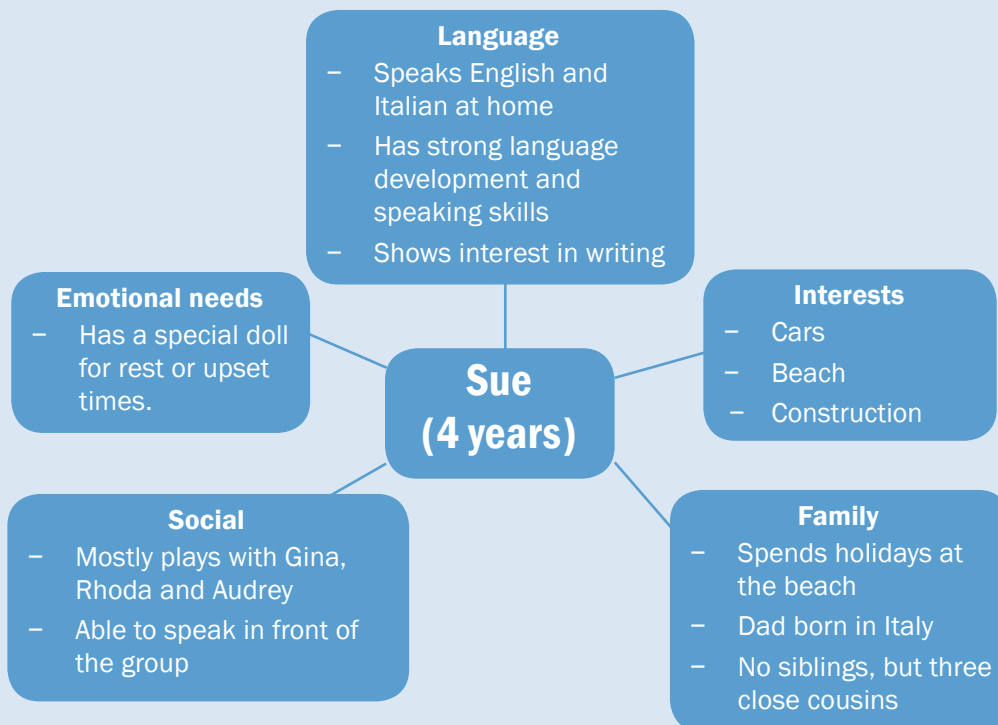 Language
– Speaks English and
Italian at home
– Has strong language
development and
speaking skills
– Shows interest in writing
Emotional needs
– Has a special doll
for rest or upset
times.
Interests
– Cars
– Beach
– Construction
Sue
(4 years)
Social
– Mostly plays with Gina,
Rhoda and Audrey
– Able to speak in front of
the group
Family
– Spends holidays at
the beach
– Dad born in Italy
– No siblings, but three
close cousins